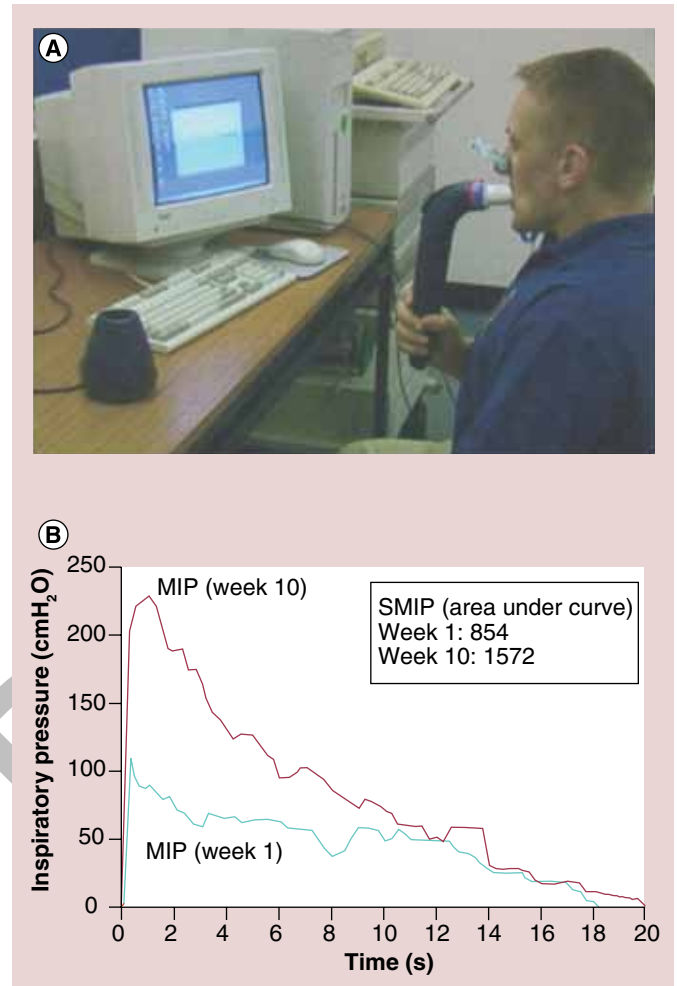 A
B
250
200
150
100
50
0
Inspiratory pressure (cmH₂O)
MIP (week 10)
SMIP (area under curve)
Week 1: 854
Week 10: 1572
MIP (week 1)
0 2 4 6 8 10 12 14 16 18 20
Time (s)